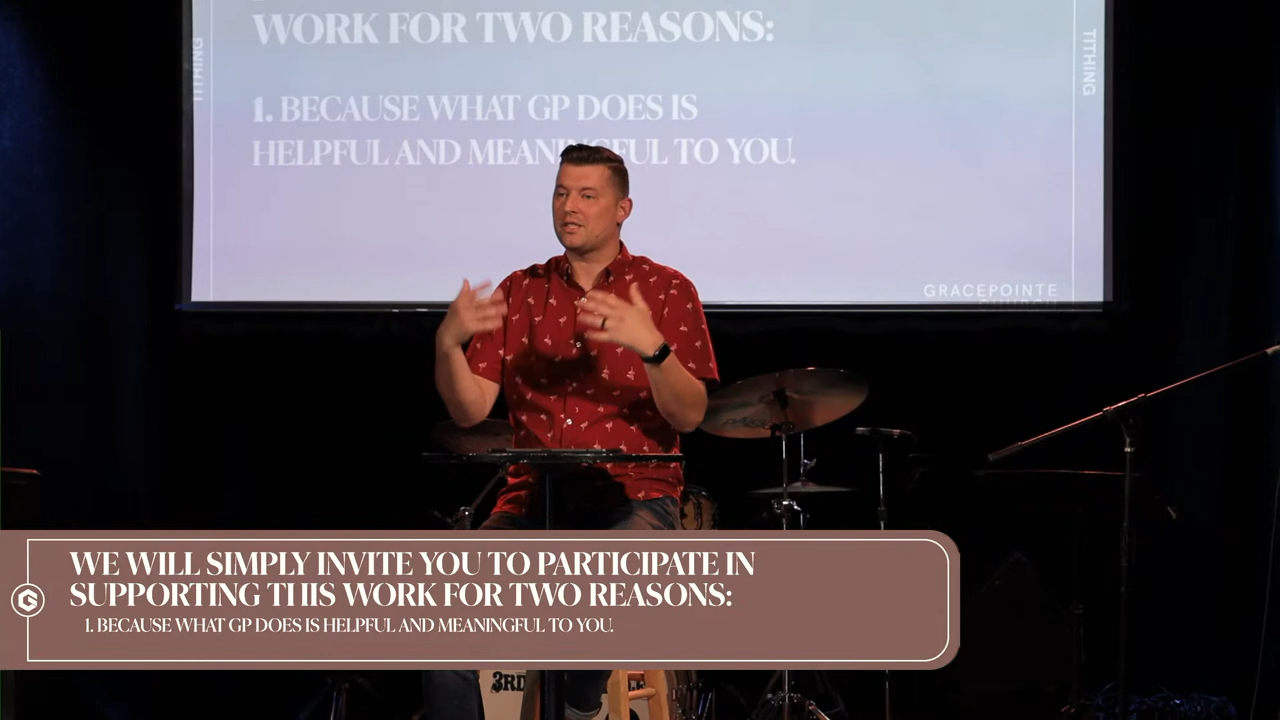 WORK FOR TWO REASONS:
TITHING
TITHING
1. BECAUSE WHAT GP DOES IS
HELPFUL AND MEANINGFUL TO YOU.
GRACEPOINTE
CHURCH
WE WILL SIMPLY INVITE YOU TO PARTICIPATE IN
SUPPORTING THIS WORK FOR TWO REASONS:
1. BECAUSE WHAT GP DOES IS HELPFUL AND MEANINGFUL TO YOU.
3RD